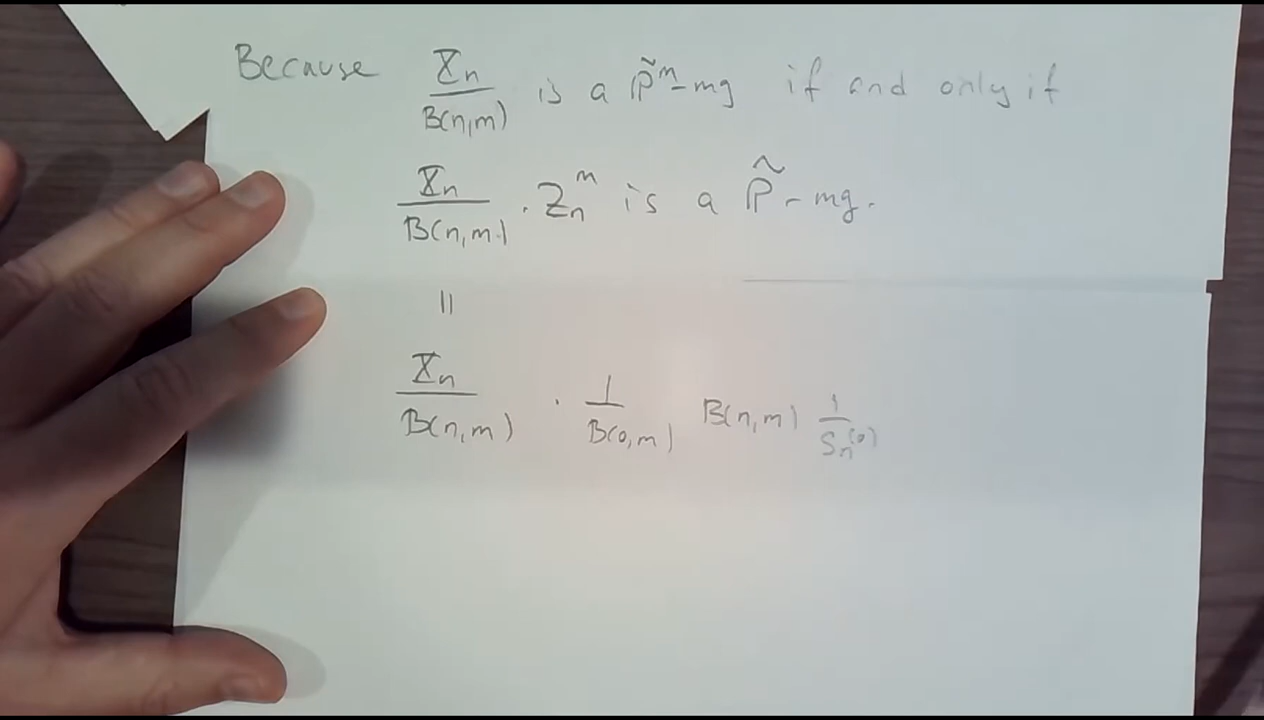 Because X_n / B(n,m) is a P̃^m-mg if and only if
X_n / B(n,m) · Z_n^m is a P̃-mg.
=
X_n / B(n,m) · 1 / B(0,m) B(n,m) 1 / S_n^(0)